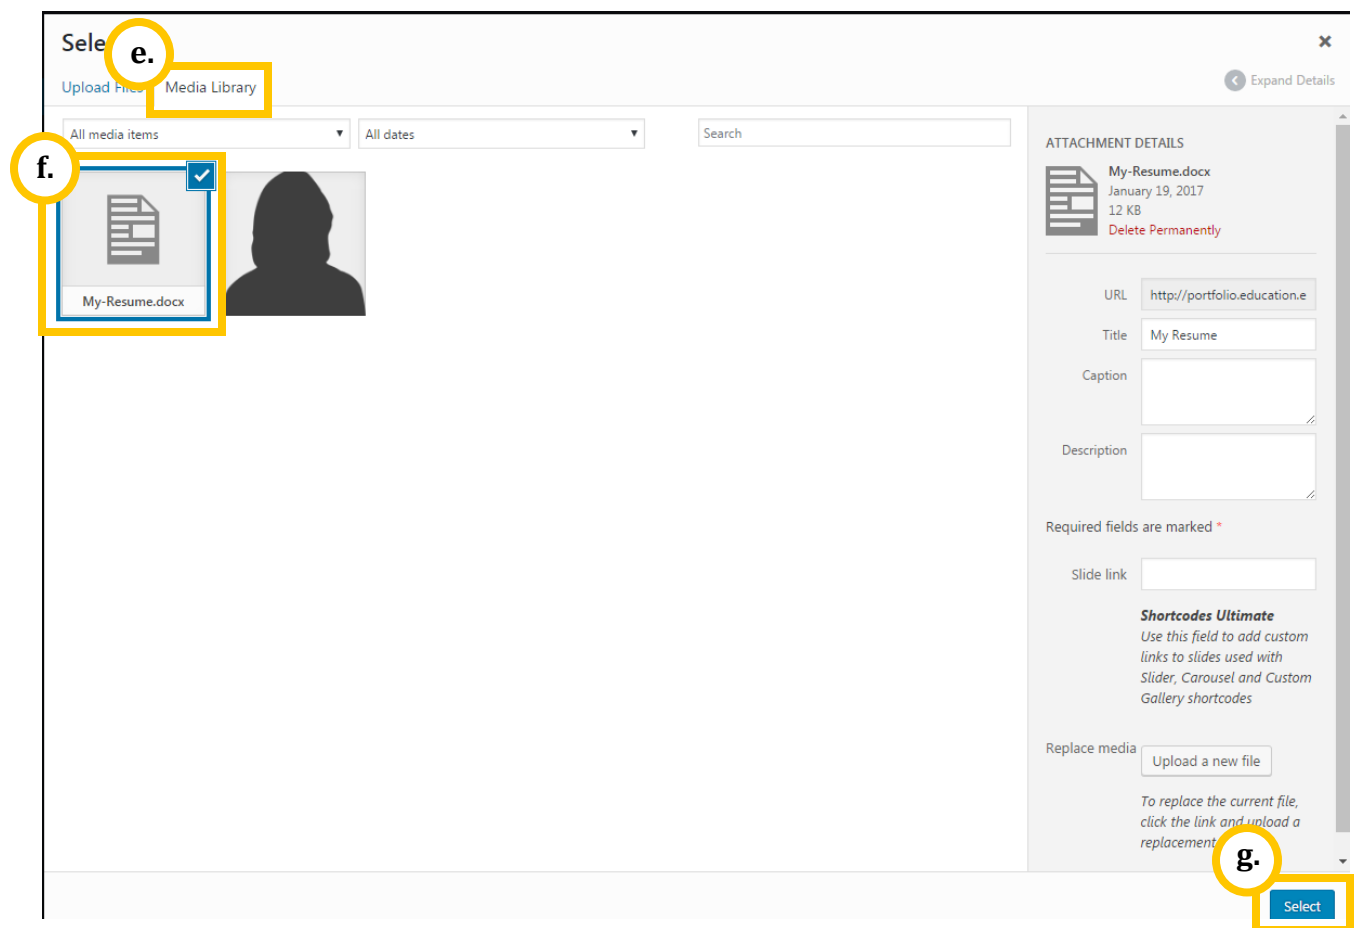 Sele
e.
Upload Files
Media Library
Expand Details
All media items
All dates
Search
f.
My-Resume.docx
ATTACHMENT DETAILS
My-Resume.docx
January 19, 2017
12 KB
Delete Permanently
URL
http://portfolio.education.e
Title
My Resume
Caption
Description
Required fields are marked *
Slide link
Shortcodes Ultimate
Use this field to add custom
links to slides used with
Slider, Carousel and Custom
Gallery shortcodes
Replace media
Upload a new file
To replace the current file,
click the link and upload a
replacement
g.
Select